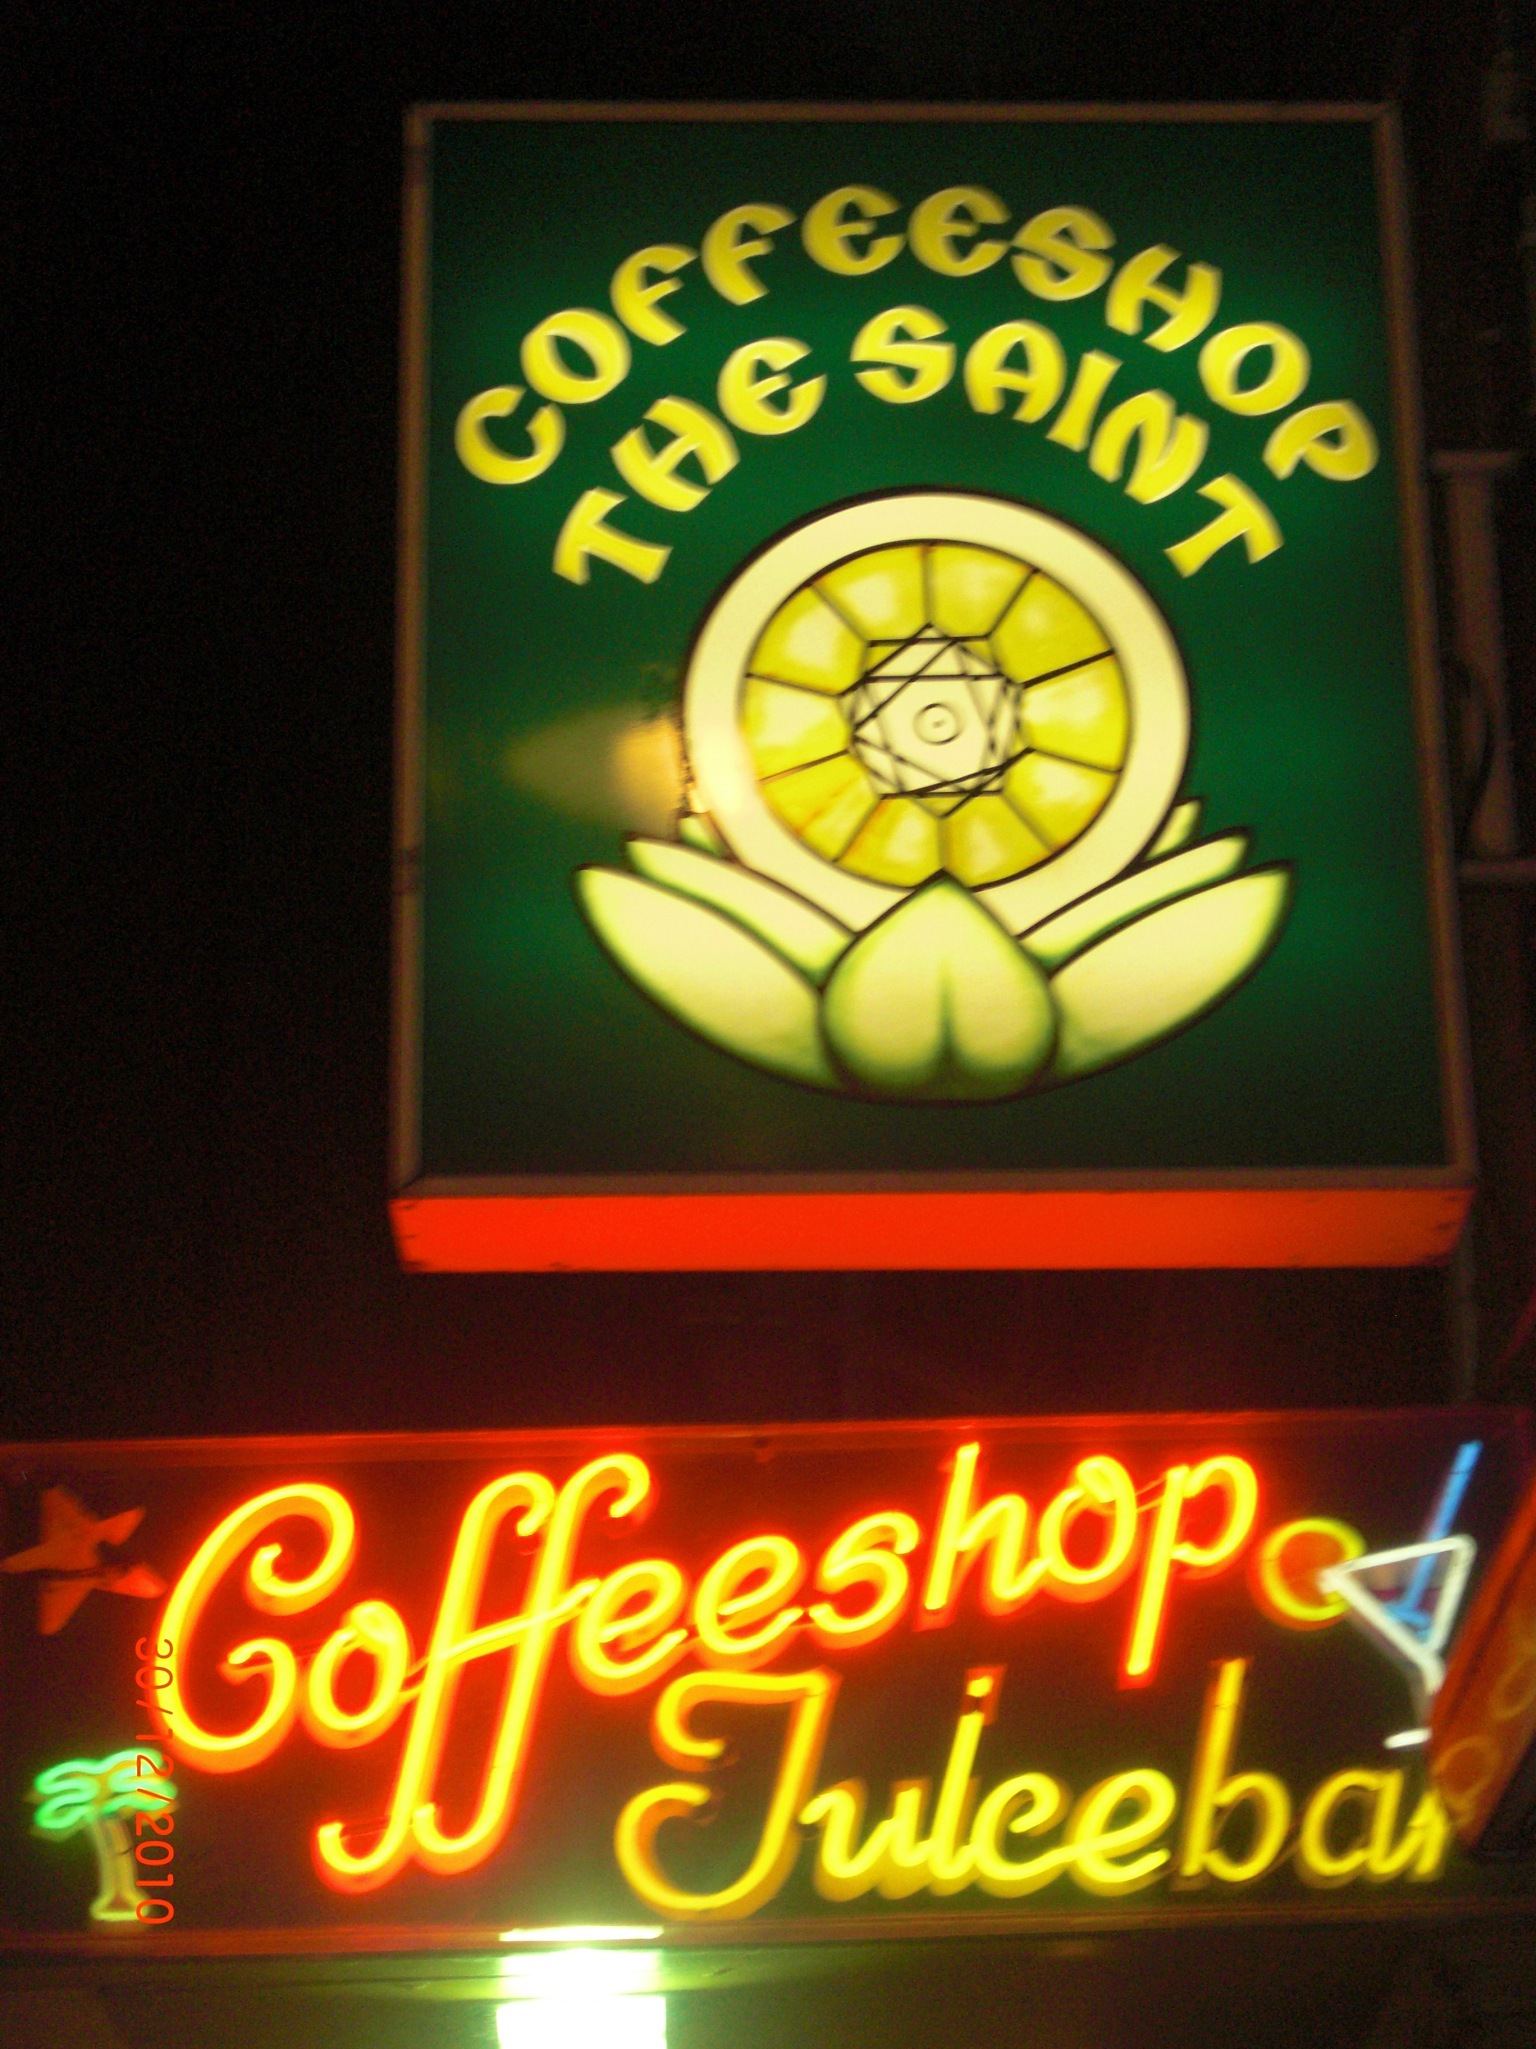 COFFEESHOP
THE SAINT
Coffeeshop
Juicebar
30/12/2010